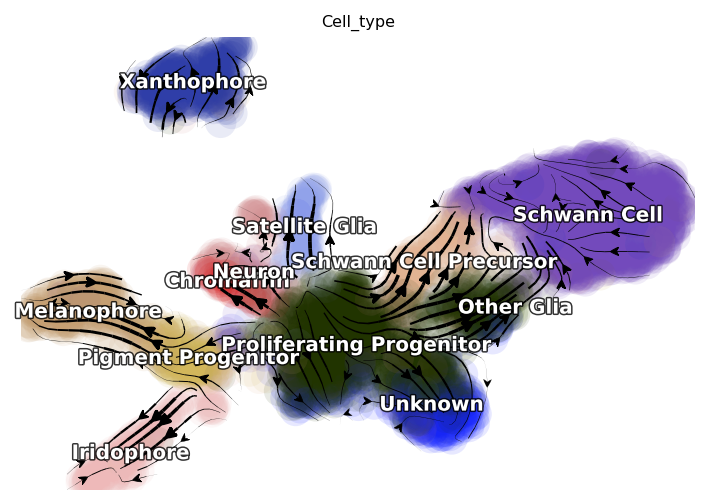 Cell_type
Xanthophore
Schwann Cell
Satellite Glia
Schwann Cell Precursor
Neuron
Chromaffin
Other Glia
Melanophore
Proliferating Progenitor
Pigment Progenitor
Unknown
Iridophore